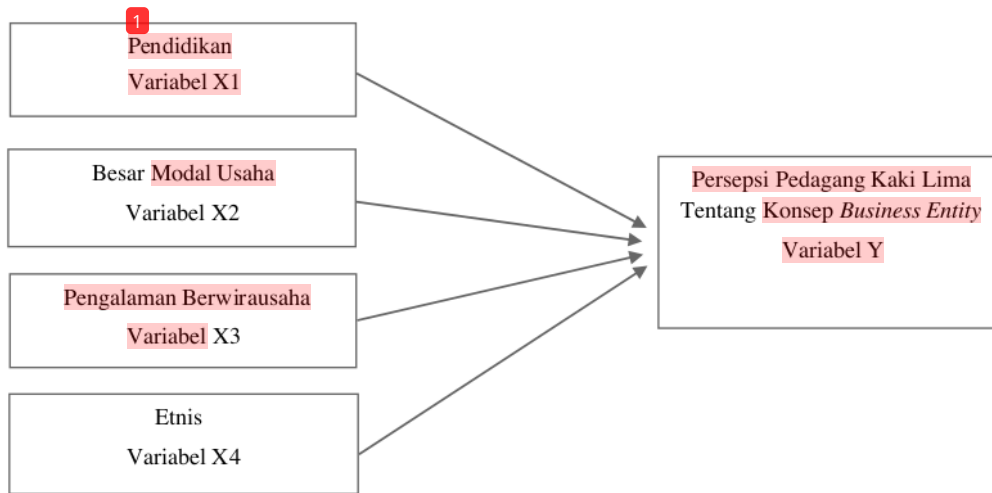 1
Pendidikan
Variabel X1
Besar Modal Usaha
Variabel X2
Pengalaman Berwirausaha
Variabel X3
Etnis
Variabel X4
Persepsi Pedagang Kaki Lima
Tentang Konsep Business Entity
Variabel Y